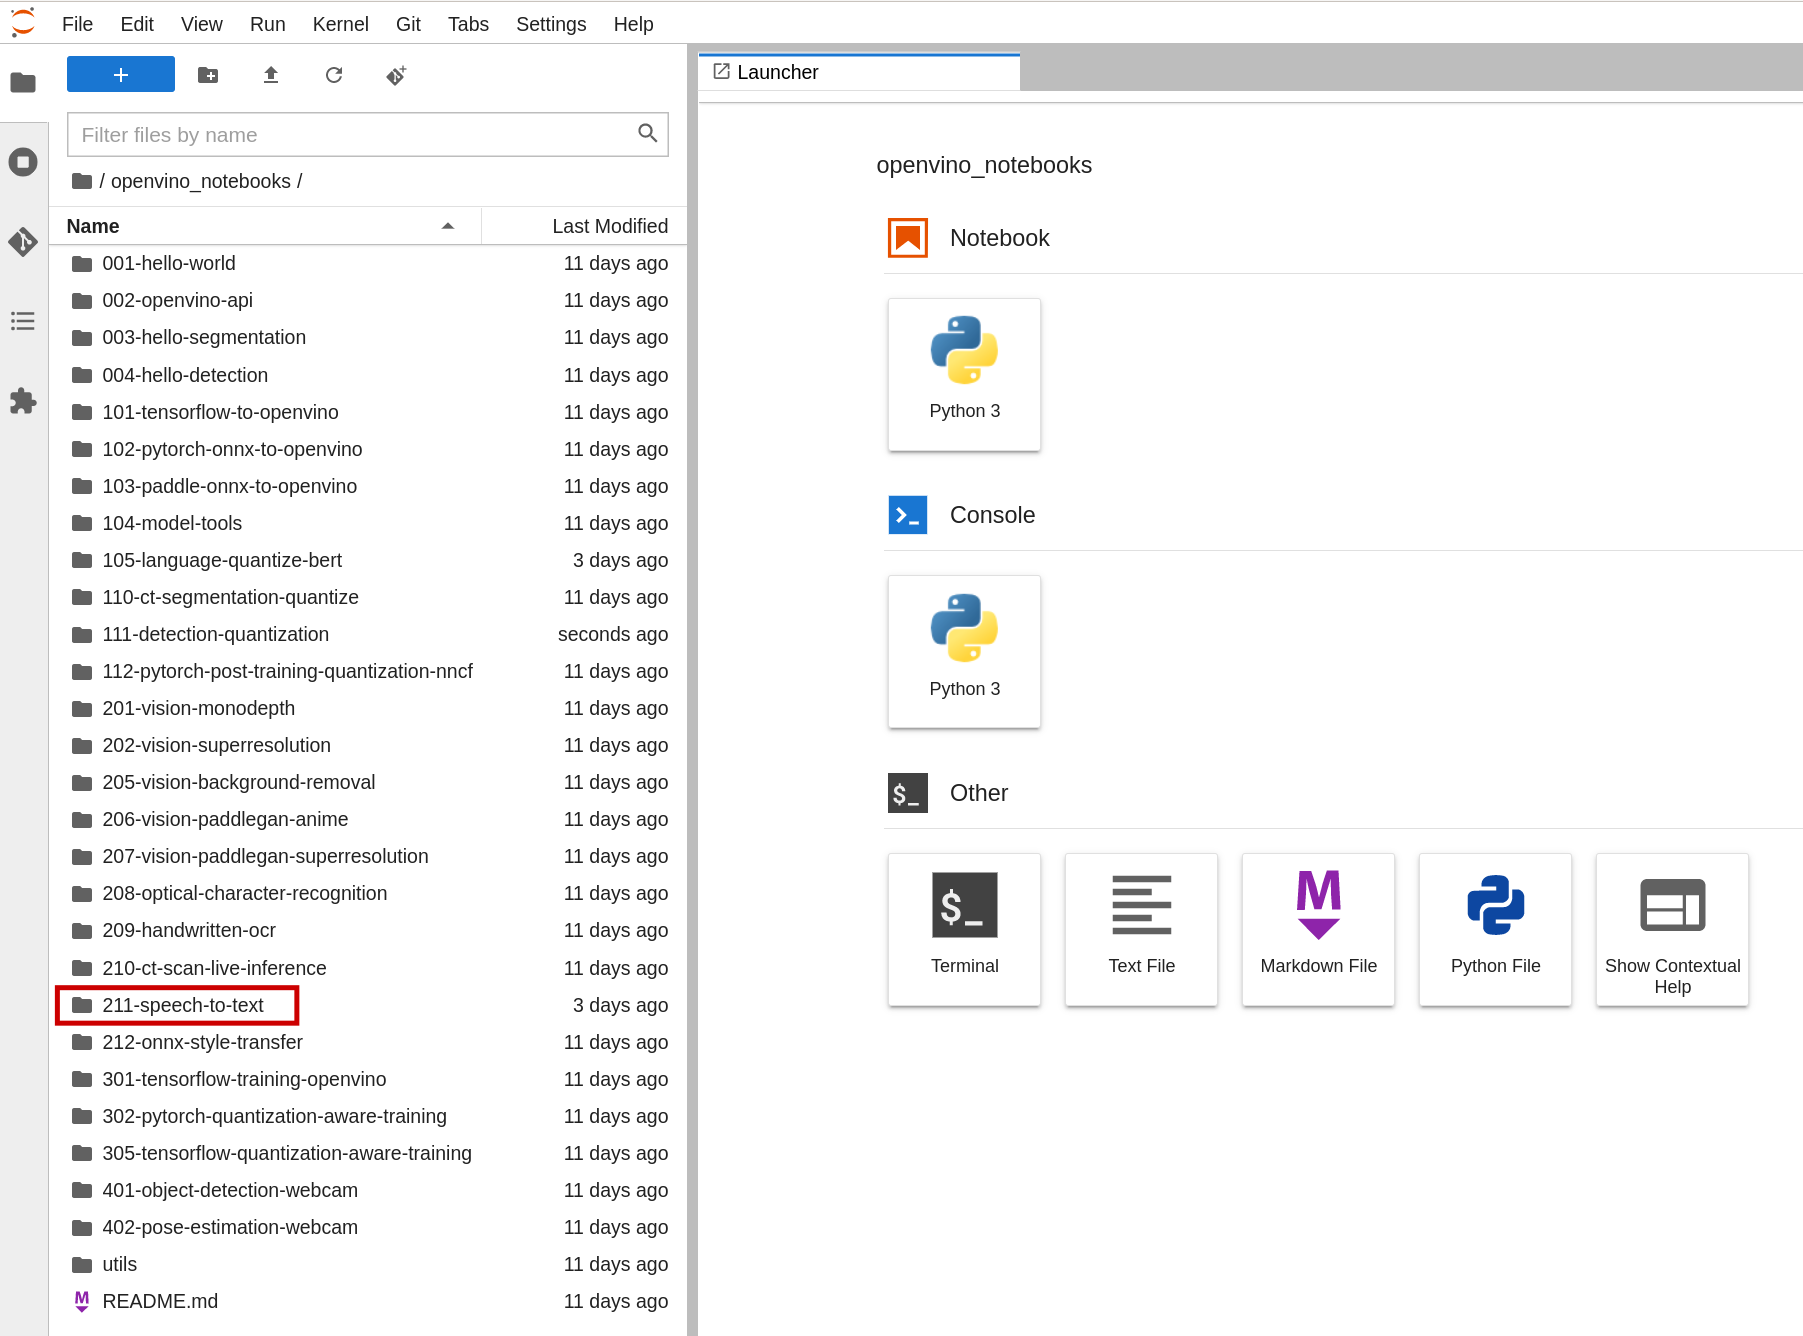 File Edit View Run Kernel Git Tabs Settings Help
Filter files by name
/ openvino_notebooks /
Name Last Modified
001-hello-world 11 days ago
002-openvino-api 11 days ago
003-hello-segmentation 11 days ago
004-hello-detection 11 days ago
101-tensorflow-to-openvino 11 days ago
102-pytorch-onnx-to-openvino 11 days ago
103-paddle-onnx-to-openvino 11 days ago
104-model-tools 11 days ago
105-language-quantize-bert 3 days ago
110-ct-segmentation-quantize 11 days ago
111-detection-quantization seconds ago
112-pytorch-post-training-quantization-nncf 11 days ago
201-vision-monodepth 11 days ago
202-vision-superresolution 11 days ago
205-vision-background-removal 11 days ago
206-vision-paddlegan-anime 11 days ago
207-vision-paddlegan-superresolution 11 days ago
208-optical-character-recognition 11 days ago
209-handwritten-ocr 11 days ago
210-ct-scan-live-inference 11 days ago
211-speech-to-text 3 days ago
212-onnx-style-transfer 11 days ago
301-tensorflow-training-openvino 11 days ago
302-pytorch-quantization-aware-training 11 days ago
305-tensorflow-quantization-aware-training 11 days ago
401-object-detection-webcam 11 days ago
402-pose-estimation-webcam 11 days ago
utils 11 days ago
README.md 11 days ago
Launcher
openvino_notebooks
Notebook
Python 3
Console
Python 3
$_ Other
$_ M
Terminal Text File Markdown File Python File Show Contextual
Help